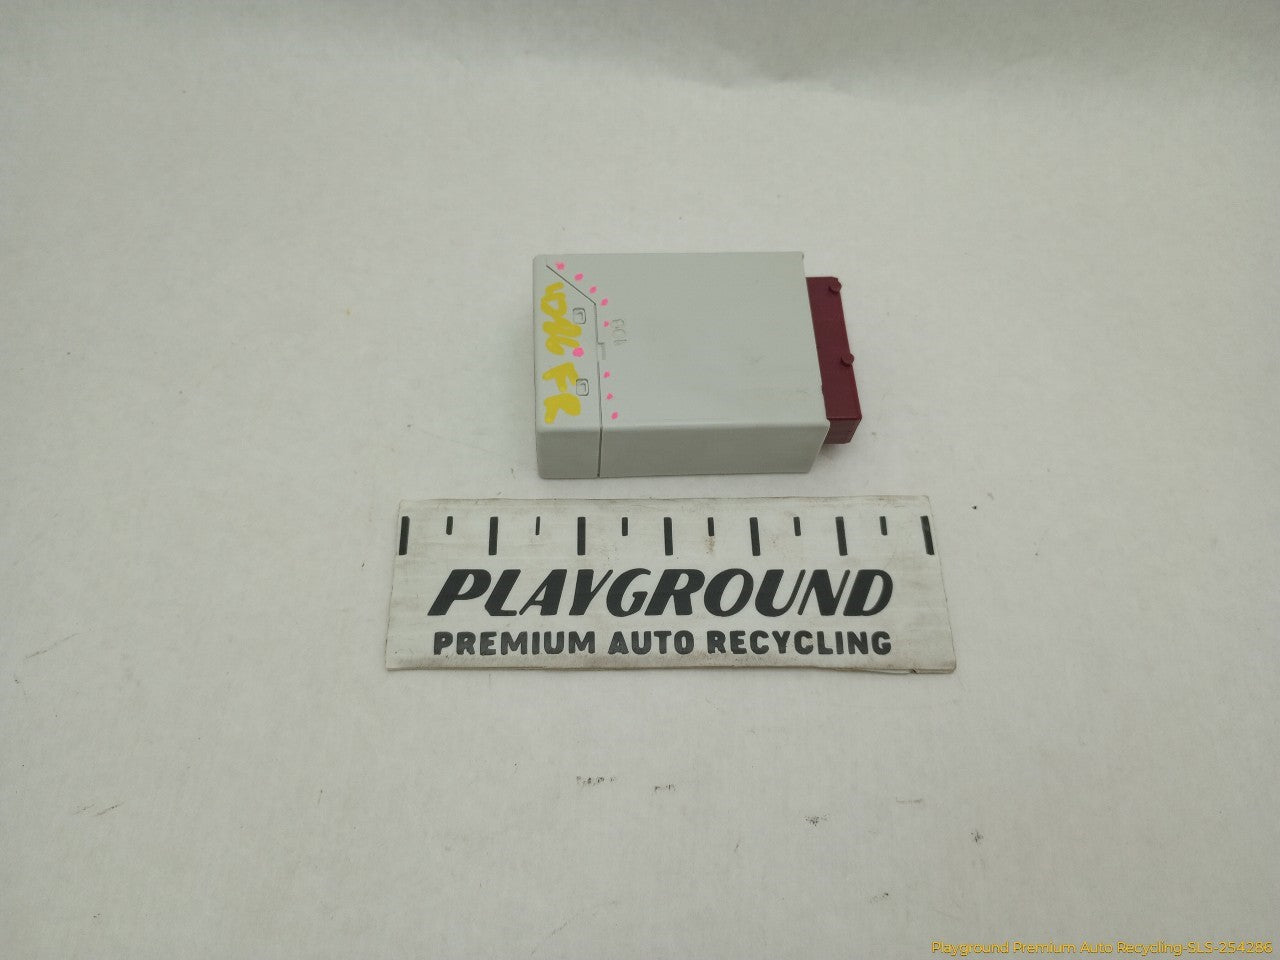 PLAYGROUND
PREMIUM AUTO RECYCLING
Playground Premium Auto Recycling-SLS-254286